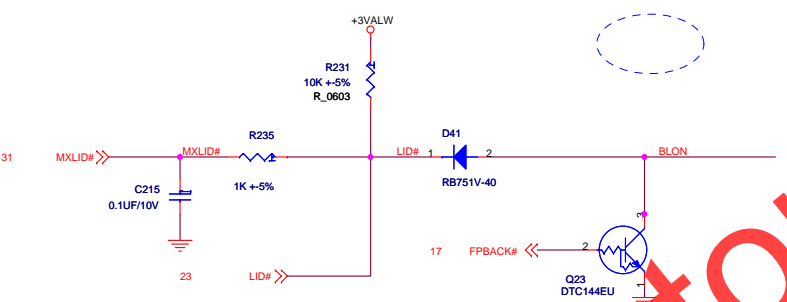 +3VALW
R231
10K +-5%
R_0603
31 MXLID# MXLID# R235 LID# 1 D41 2 BLON
1K +-5%
RB751V-40
C215
0.1UF/10V
3
17 FPBACK# 2
23 LID#
Q23
DTC144EU
1